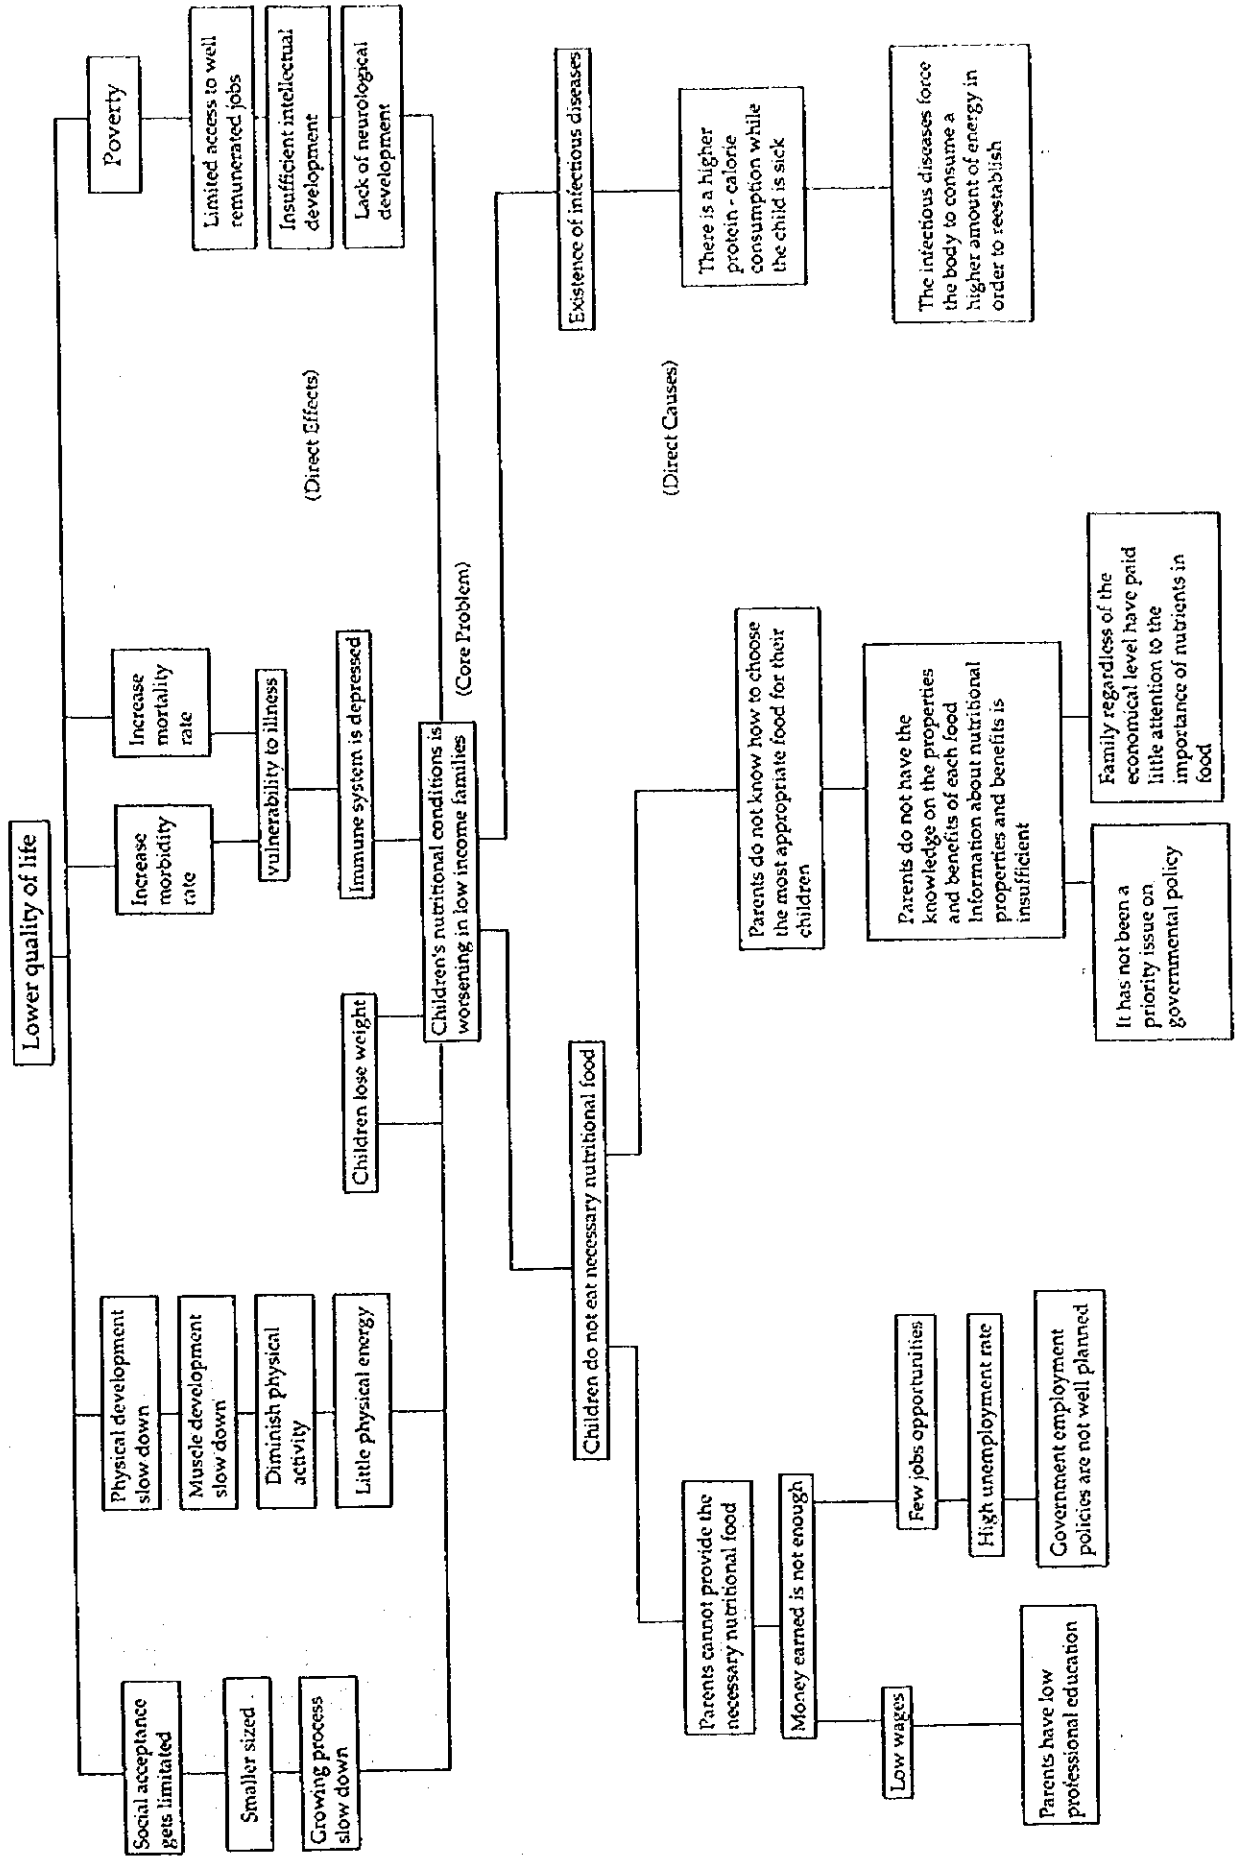 Lower quality of life
Social acceptance
gets limitated
Smaller sized
Growing process
slow down
Physical development
slow down
Muscle development
slow down
Diminish physical
activity
Little physical energy
Children lose weight
Increase
morbidity
rate
Increase
mortality
rate
vulnerability to illness
Immune system is depressed
Poverty
Limited access to well
remunerated jobs
Insufficient intellectual
development
Lack of neurological
development
(Direct Effects)
Children's nutritional conditions is
worsening in low income families
(Core Problem)
Children do not eat necessary nutritional food
Existence of infectious diseases
(Direct Causes)
Parents cannot provide the
necessary nutritional food
Money earned is not enough
Low wages
Parents have low
professional education
Few jobs opportunities
High unemployment rate
Government employment
policies are not well planned
Parents do not know how to choose
the most appropriate food for their
children
Parents do not have the
knowledge on the properties
and benefits of each food
Information about nutritional
properties and benefits is
insufficient
It has not been a
priority issue on
governmental policy
Family regardless of the
economical level have paid
little attention to the
importance of nutrients in
food
There is a higher
protein - calorie
consumption while
the child is sick
The infectious diseases force
the body to consume a
higher amount of energy in
order to reestablish